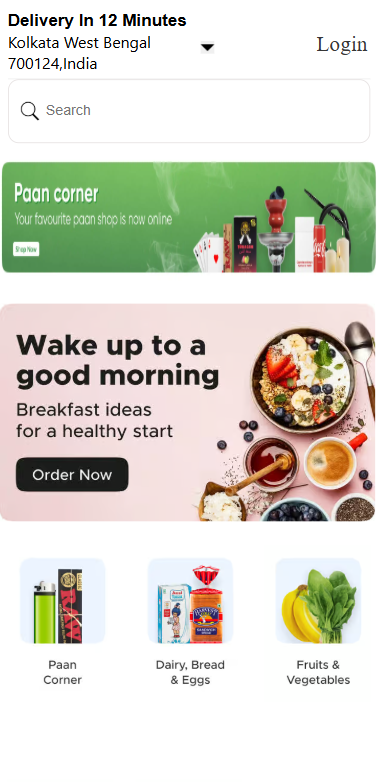 Delivery In 12 Minutes
Kolkata West Bengal
700124,India
Login
Search
Paan corner
Your favourite paan shop is now online
Shop Now
Wake up to a
good morning
Breakfast ideas
for a healthy start
Order Now
RAW
HARVEST
Paan
Corner
Dairy, Bread
& Eggs
Fruits &
Vegetables